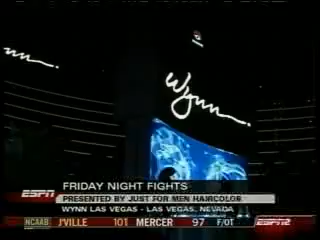 Wynn.
Wynn.
FRIDAY NIGHT FIGHTS
PRESENTED BY JUST FOR MEN HAIRCOLOR
ESPN
WYNN LAS VEGAS - LAS VEGAS, NEVADA
NCAAB J'VILLE 101 MERCER 97 F/OT ESPN2